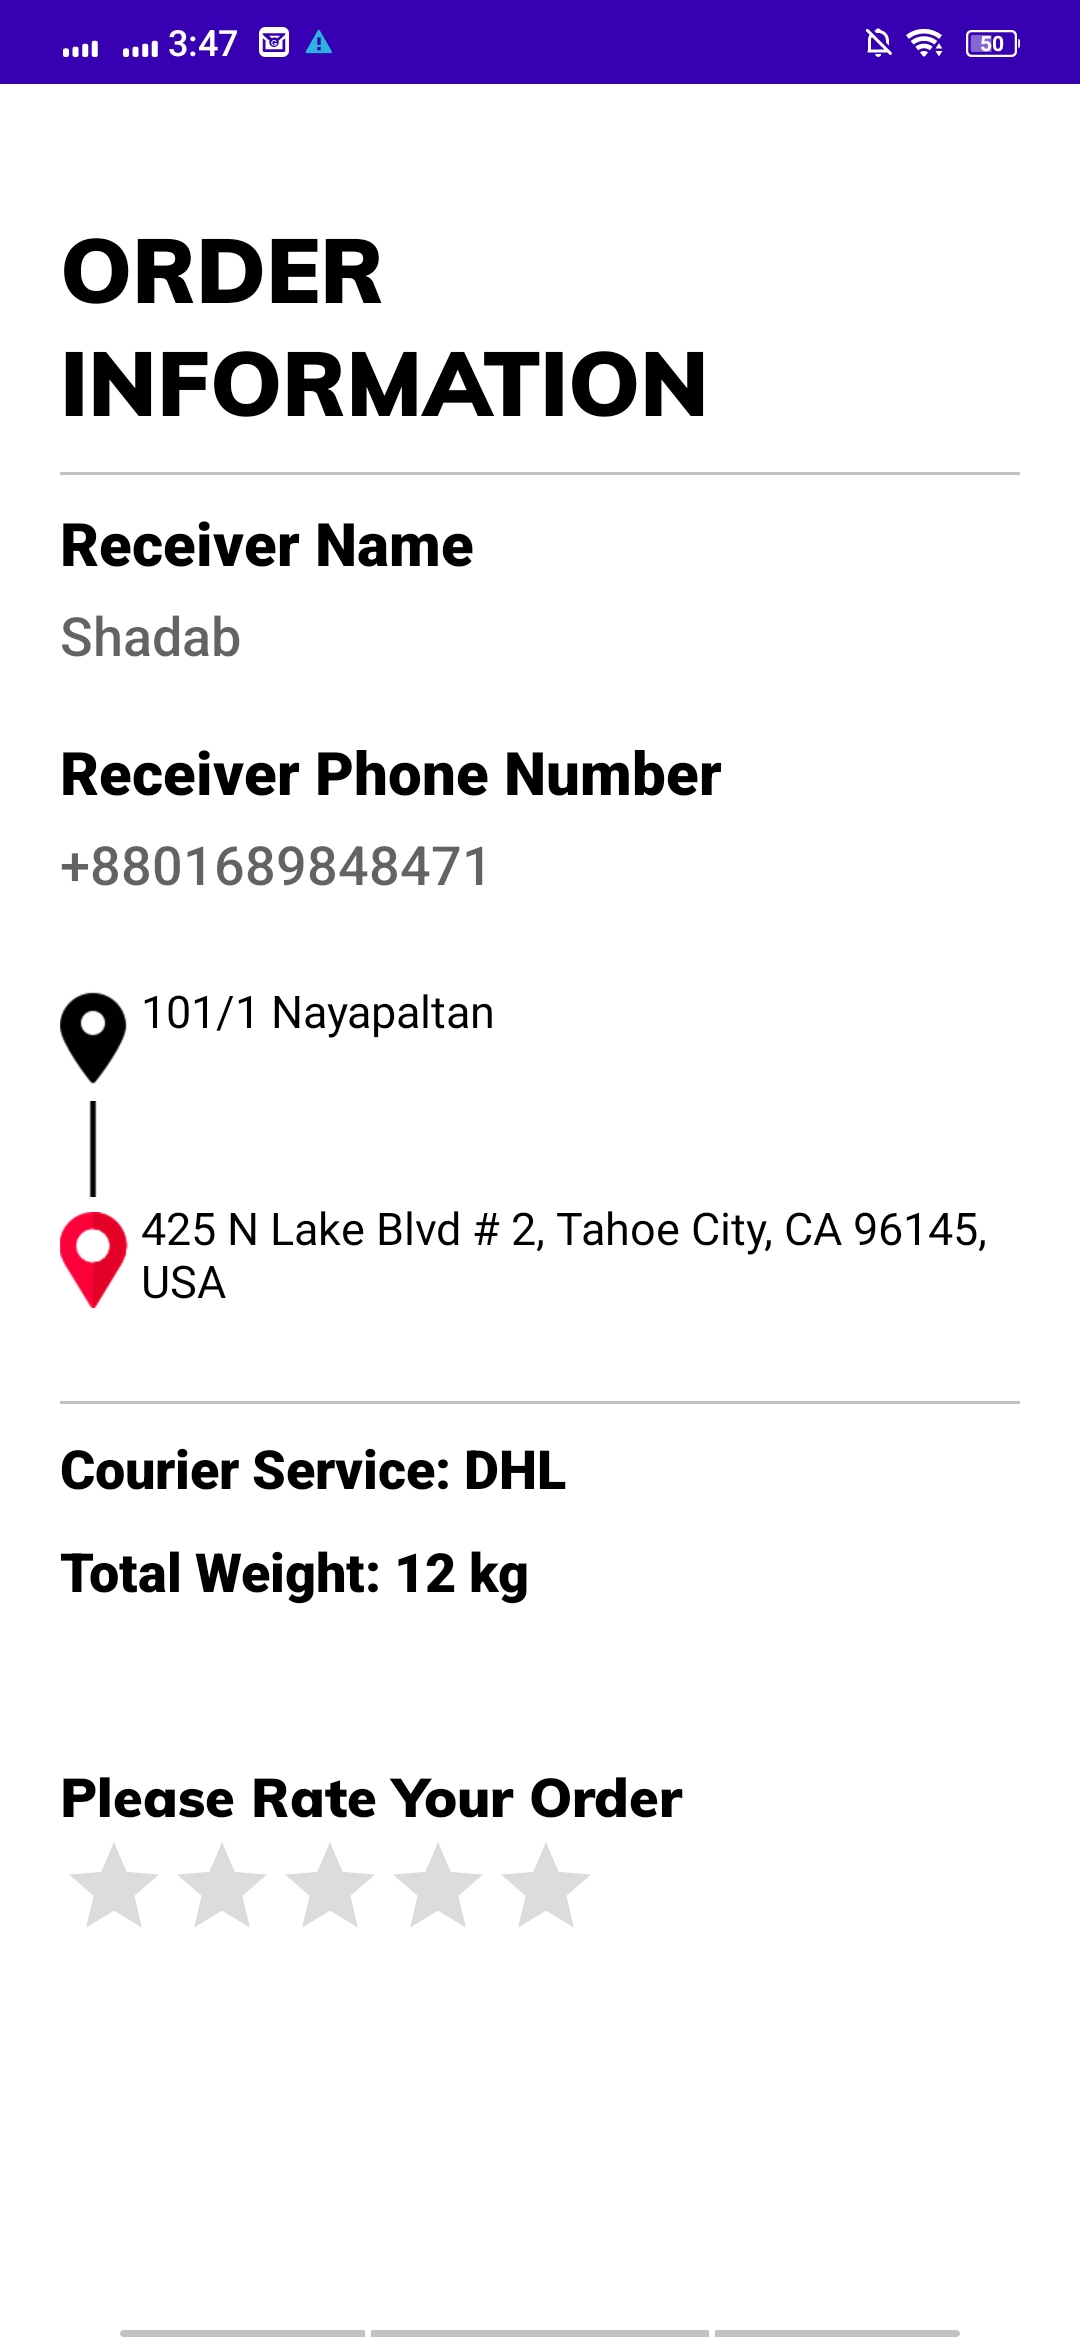 3:47
50
ORDER
INFORMATION
Receiver Name
Shadab
Receiver Phone Number
+8801689848471
101/1 Nayapaltan
425 N Lake Blvd # 2, Tahoe City, CA 96145,
USA
Courier Service: DHL
Total Weight: 12 kg
Please Rate Your Order